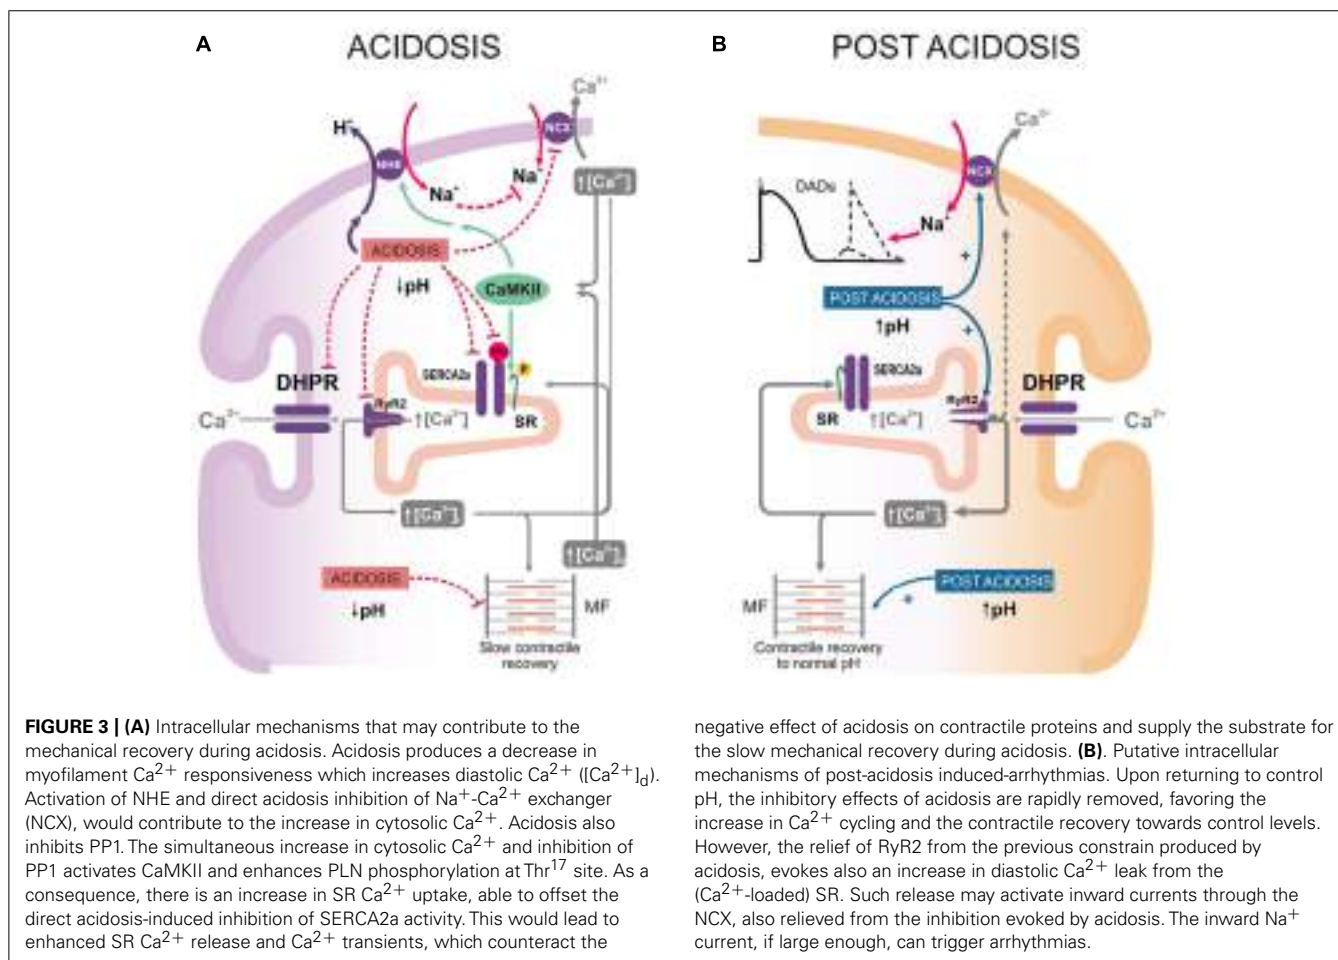 A
ACIDOSIS
B
POST ACIDOSIS
NCX
NHE
Na⁺
Na⁺
ACIDOSIS
↓pH
CaMKII
DHPR
SERCA2a
P
RyR2
↑[Ca²⁺]
SR
Ca²⁺
↑[Ca²⁺]
ACIDOSIS
↓pH
MF
Slow contractile
recovery
Ca²⁺
NCX
DADs
Na⁺
+
POST ACIDOSIS
↑pH
+
SERCA2a
RyR2
DHPR
SR
↑[Ca²⁺]
Ca²⁺
MF
POST ACIDOSIS
+
↑pH
Contractile recovery
to normal pH
FIGURE 3 | (A) Intracellular mechanisms that may contribute to the
mechanical recovery during acidosis. Acidosis produces a decrease in
myofilament Ca²⁺ responsiveness which increases diastolic Ca²⁺ ([Ca²⁺]d).
Activation of NHE and direct acidosis inhibition of Na⁺-Ca²⁺ exchanger
(NCX), would contribute to the increase in cytosolic Ca²⁺. Acidosis also
inhibits PP1. The simultaneous increase in cytosolic Ca²⁺ and inhibition of
PP1 activates CaMKII and enhances PLN phosphorylation at Thr¹⁷ site. As a
consequence, there is an increase in SR Ca²⁺ uptake, able to offset the
direct acidosis-induced inhibition of SERCA2a activity. This would lead to
enhanced SR Ca²⁺ release and Ca²⁺ transients, which counteract the
negative effect of acidosis on contractile proteins and supply the substrate for
the slow mechanical recovery during acidosis. (B). Putative intracellular
mechanisms of post-acidosis induced-arrhythmias. Upon returning to control
pH, the inhibitory effects of acidosis are rapidly removed, favoring the
increase in Ca²⁺ cycling and the contractile recovery towards control levels.
However, the relief of RyR2 from the previous constrain produced by
acidosis, evokes also an increase in diastolic Ca²⁺ leak from the
(Ca²⁺-loaded) SR. Such release may activate inward currents through the
NCX, also relieved from the inhibition evoked by acidosis. The inward Na⁺
current, if large enough, can trigger arrhythmias.